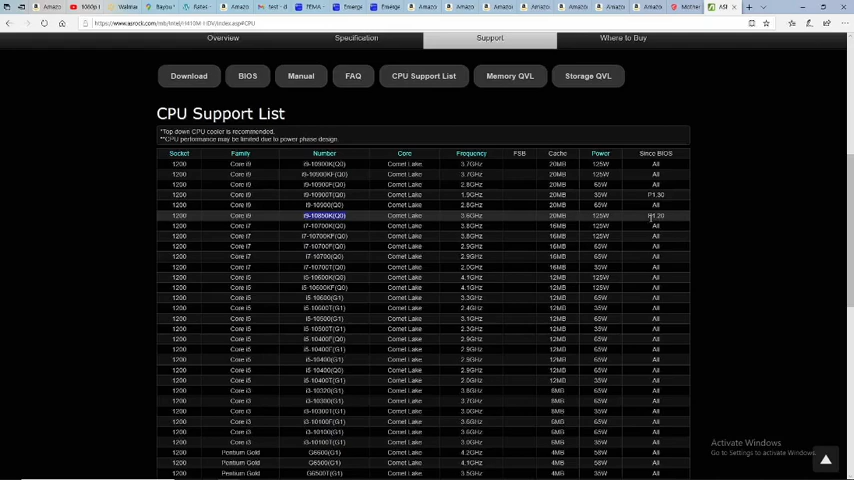 Amazo
1080p l
Walmar
Bayou
Rates -
test - d
FEMA -
Emerge
Emerge
Amazo
Amazo
Amazo
Amazo
Amazo
Amazo
Amazo
Amazo
Mother
ASI
https://www.asrock.com/mb/Intel/H410M-HDV/index.asp#CPU
Overview Specification Support Where to Buy
Download BIOS Manual FAQ CPU Support List Memory QVL Storage QVL
CPU Support List
*Top down CPU cooler is recommended.
**CPU performance may be limited due to power phase design.
Socket Family Number Core Frequency FSB Cache Power Since BIOS
1200 Core i9 i9-10900K(Q0) Comet Lake 3.7GHz 20MB 125W All
1200 Core i9 i9-10900KF(Q0) Comet Lake 3.7GHz 20MB 125W All
1200 Core i9 i9-10900F(Q0) Comet Lake 2.8GHz 20MB 65W All
1200 Core i9 i9-10900T(Q0) Comet Lake 1.9GHz 20MB 35W P1.30
1200 Core i9 i9-10900(Q0) Comet Lake 2.8GHz 20MB 65W All
1200 Core i9 i9-10850K(Q0) Comet Lake 3.6GHz 20MB 125W P1.20
1200 Core i7 i7-10700K(Q0) Comet Lake 3.8GHz 16MB 125W All
1200 Core i7 i7-10700KF(Q0) Comet Lake 3.8GHz 16MB 125W All
1200 Core i7 i7-10700F(Q0) Comet Lake 2.9GHz 16MB 65W All
1200 Core i7 i7-10700(Q0) Comet Lake 2.9GHz 16MB 65W All
1200 Core i7 i7-10700T(Q0) Comet Lake 2.0GHz 16MB 35W All
1200 Core i5 i5-10600K(Q0) Comet Lake 4.1GHz 12MB 125W All
1200 Core i5 i5-10600KF(Q0) Comet Lake 4.1GHz 12MB 125W All
1200 Core i5 i5-10600(G1) Comet Lake 3.3GHz 12MB 65W All
1200 Core i5 i5-10600T(G1) Comet Lake 2.4GHz 12MB 35W All
1200 Core i5 i5-10500(G1) Comet Lake 3.1GHz 12MB 65W All
1200 Core i5 i5-10500T(G1) Comet Lake 2.3GHz 12MB 35W All
1200 Core i5 i5-10400F(Q0) Comet Lake 2.9GHz 12MB 65W All
1200 Core i5 i5-10400F(G1) Comet Lake 2.9GHz 12MB 65W All
1200 Core i5 i5-10400(G1) Comet Lake 2.9GHz 12MB 65W All
1200 Core i5 i5-10400(Q0) Comet Lake 2.9GHz 12MB 65W All
1200 Core i5 i5-10400T(G1) Comet Lake 2.0GHz 12MB 35W All
1200 Core i3 i3-10320(G1) Comet Lake 3.8GHz 8MB 65W All
1200 Core i3 i3-10300(G1) Comet Lake 3.7GHz 8MB 65W All
1200 Core i3 i3-10300T(G1) Comet Lake 3.0GHz 8MB 35W All
1200 Core i3 i3-10100F(G1) Comet Lake 3.6GHz 6MB 65W All
1200 Core i3 i3-10100(G1) Comet Lake 3.6GHz 6MB 65W All
1200 Core i3 i3-10100T(G1) Comet Lake 3.0GHz 6MB 35W All
1200 Pentium Gold G6600(G1) Comet Lake 4.2GHz 4MB 58W All
1200 Pentium Gold G6500(G1) Comet Lake 4.1GHz 4MB 58W All
1200 Pentium Gold G6500T(G1) Comet Lake 3.5GHz 4MB 35W All
Activate Windows
Go to Settings to activate Windows.